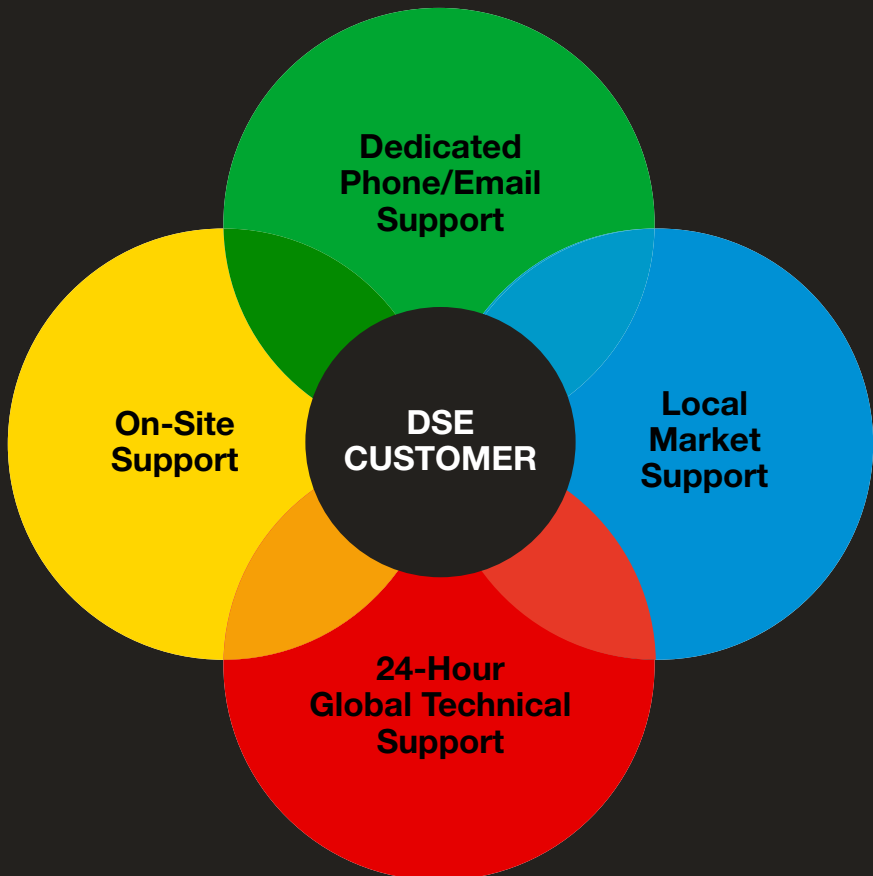 Dedicated
Phone/Email
Support
On-Site
Support
DSE
CUSTOMER
Local
Market
Support
24-Hour
Global Technical
Support